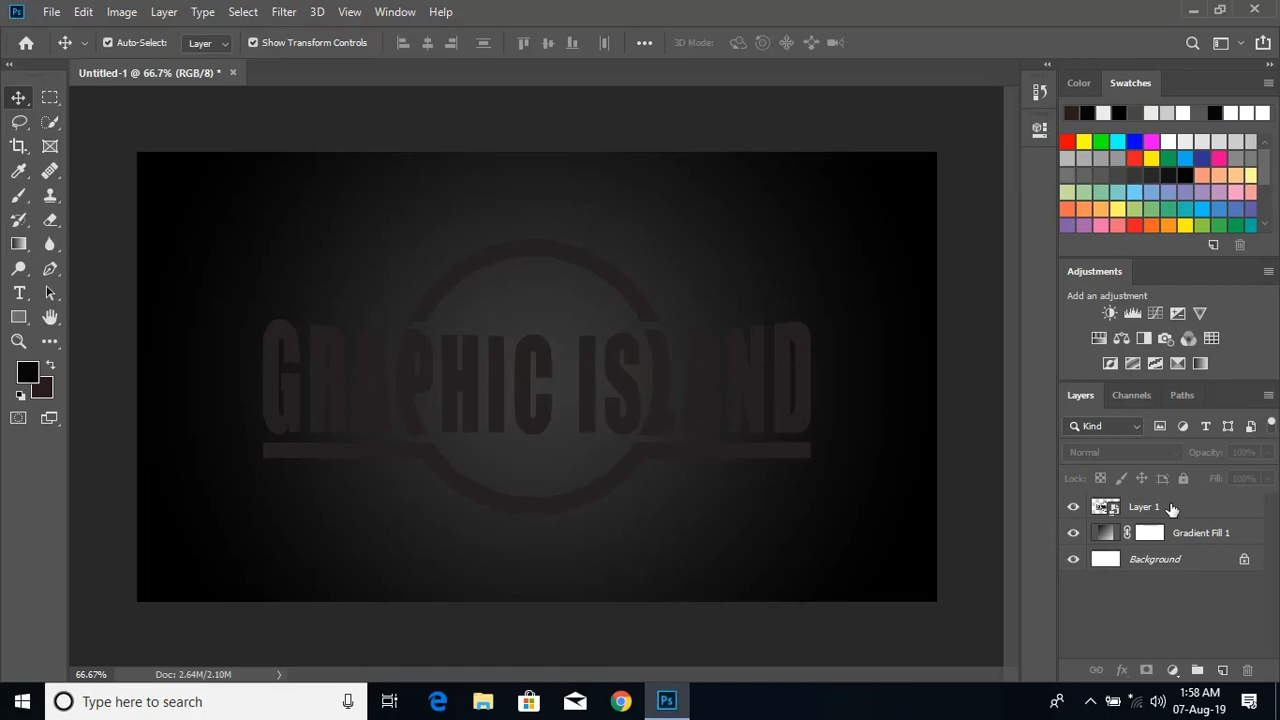 File Edit Image Layer Type Select Filter 3D View Window Help
Auto-Select: Layer Show Transform Controls 3D Mode:
Untitled-1 @ 66.7% (RGB/8) *
Color Swatches
Adjustments
Add an adjustment
GRAPHIC ISLAND
Layers Channels Paths
Kind
Normal Opacity: 100%
Lock: Fill: 100%
Layer 1
Gradient Fill 1
Background
66.67% Doc: 2.64M/2.10M
Type here to search
1:58 AM
07-Aug-19